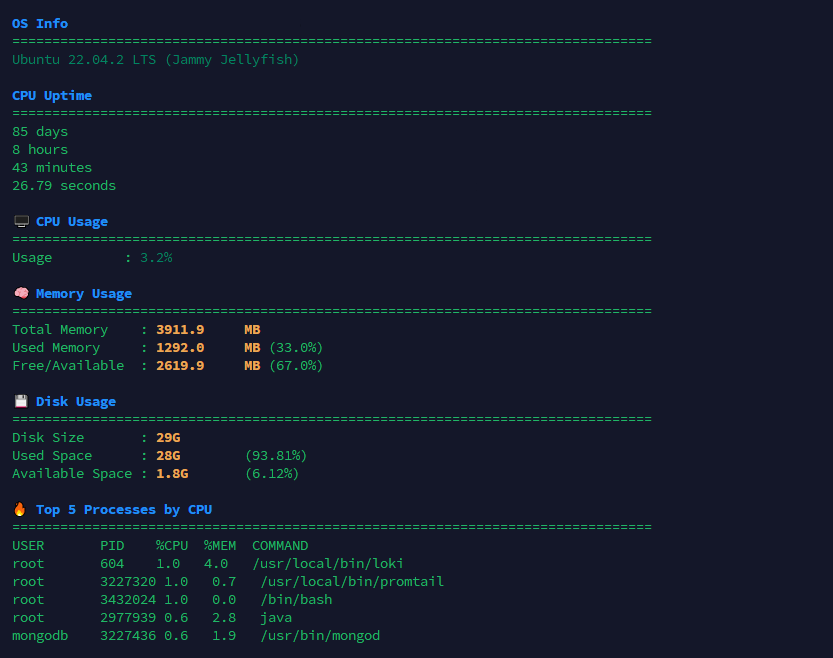 OS Info
================================================================================
Ubuntu 22.04.2 LTS (Jammy Jellyfish)
CPU Uptime
================================================================================
85 days
8 hours
43 minutes
26.79 seconds
🖥️ CPU Usage
================================================================================
Usage         : 3.2%
🧠 Memory Usage
================================================================================
Total Memory    : 3911.9     MB
Used Memory     : 1292.0     MB (33.0%)
Free/Available  : 2619.9     MB (67.0%)
💾 Disk Usage
================================================================================
Disk Size       : 29G
Used Space      : 28G        (93.81%)
Available Space : 1.8G       (6.12%)
🔥 Top 5 Processes by CPU
================================================================================
USER       PID    %CPU  %MEM  COMMAND
root       604    1.0   4.0   /usr/local/bin/loki
root       3227320 1.0   0.7   /usr/local/bin/promtail
root       3432024 1.0   0.0   /bin/bash
root       2977939 0.6   2.8   java
mongodb    3227436 0.6   1.9   /usr/bin/mongod